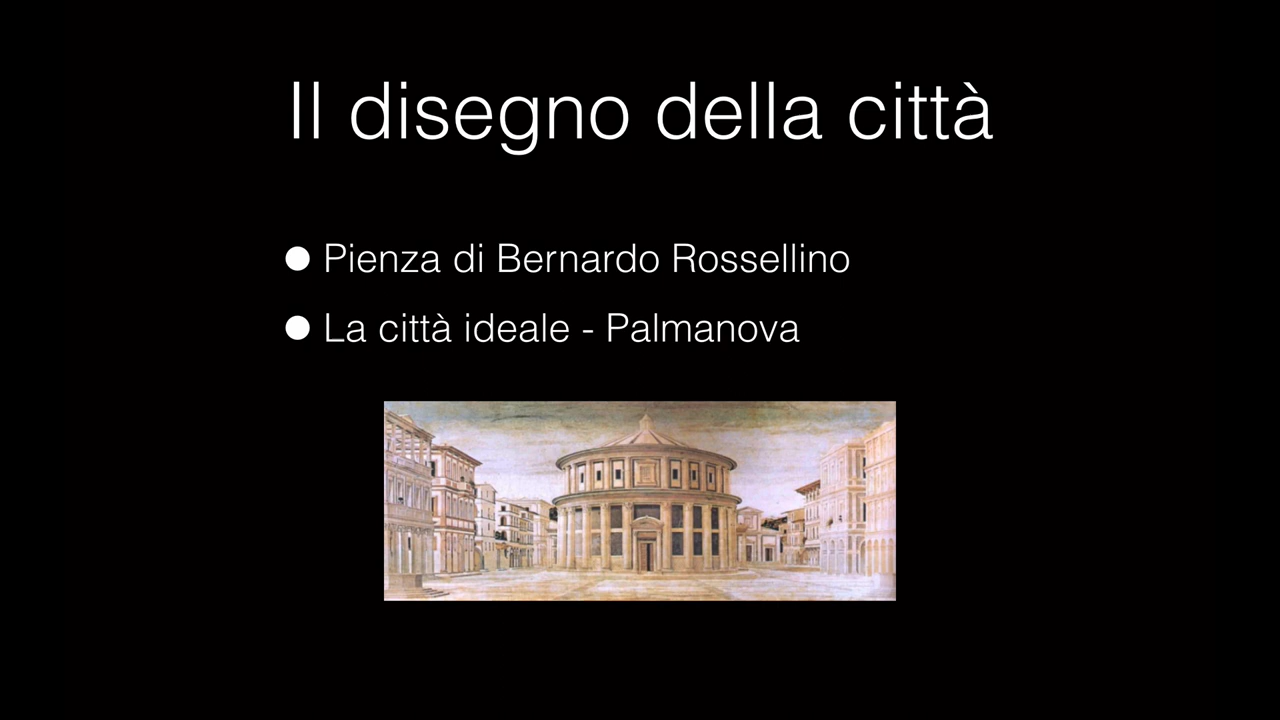 Il disegno della città
● Pienza di Bernardo Rossellino
● La città ideale - Palmanova